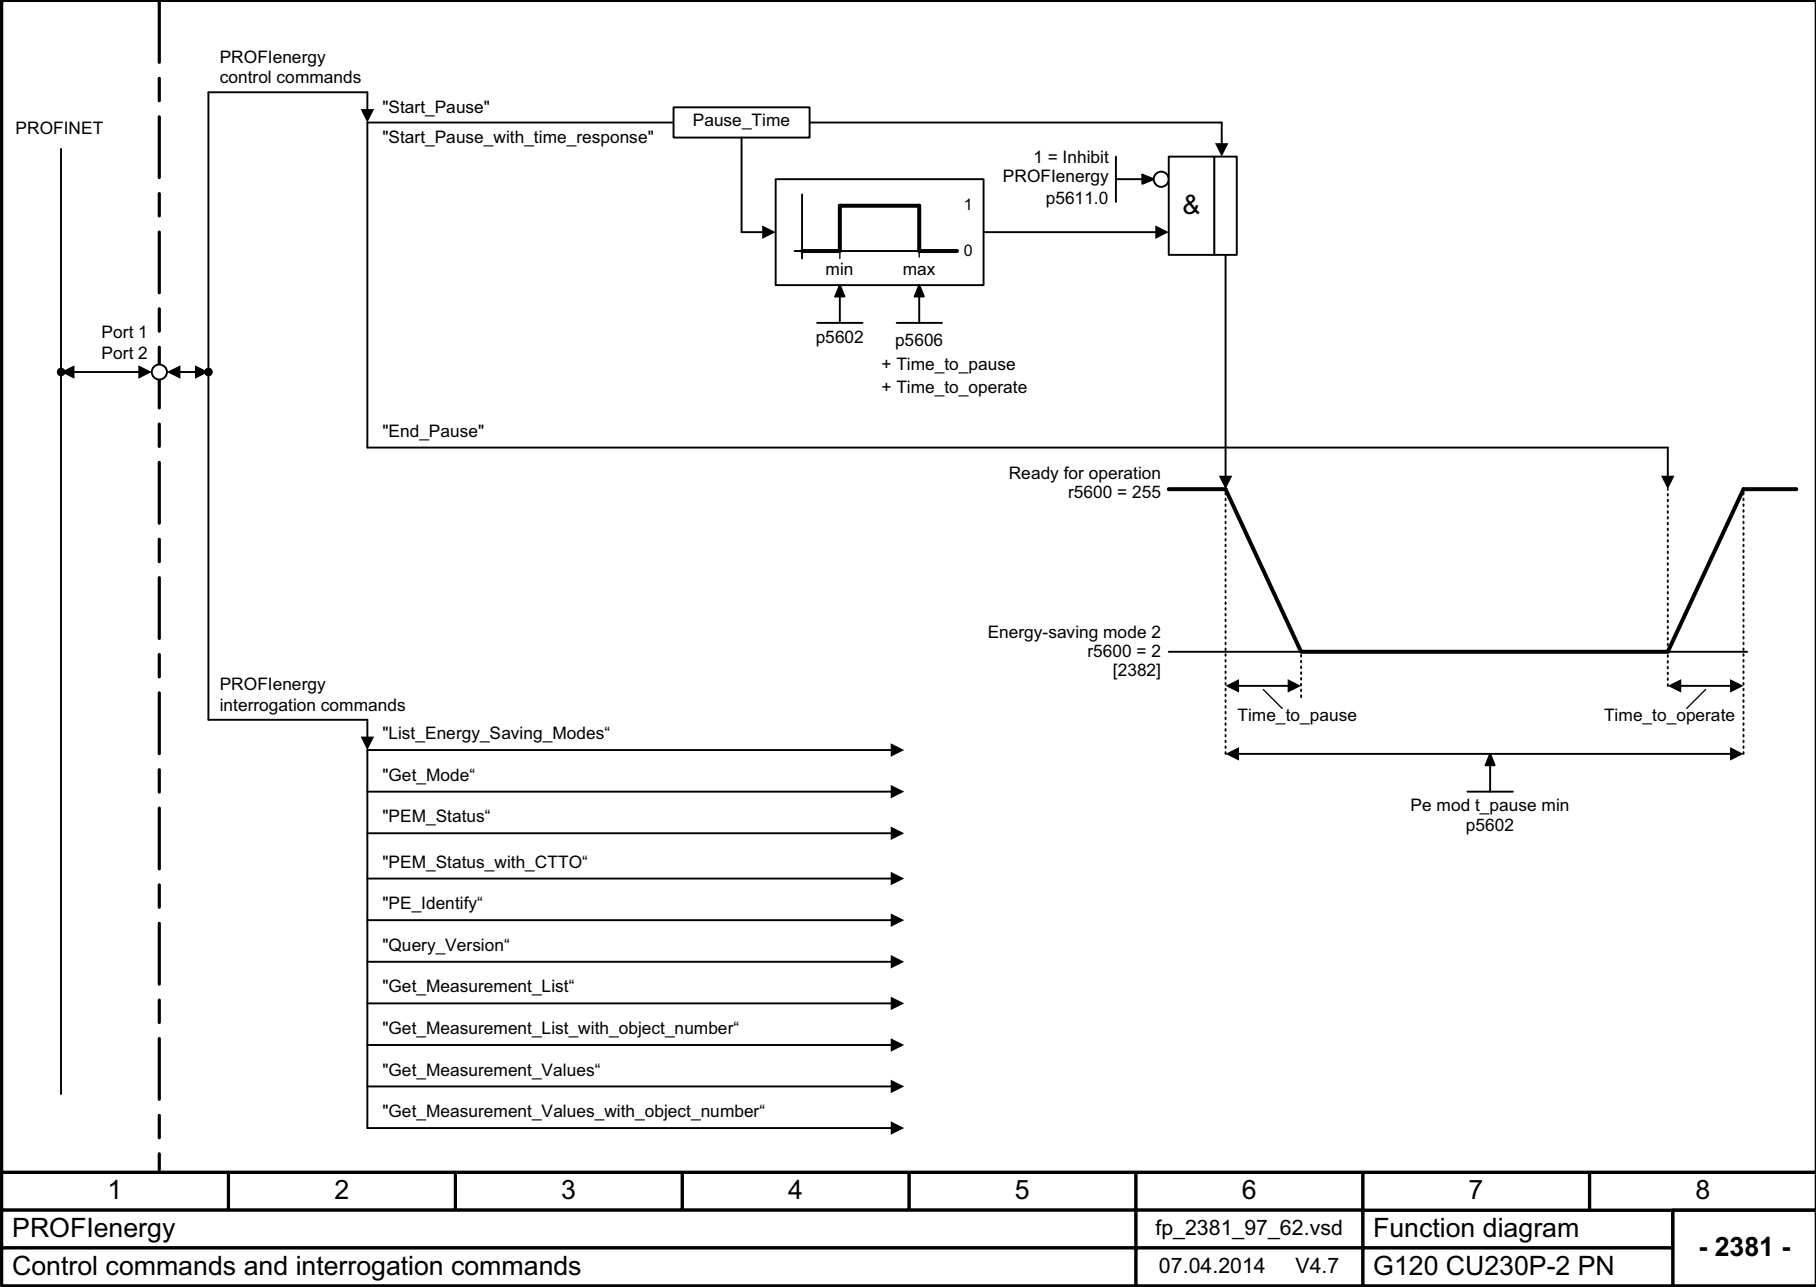 PROFIenergy
control commands
PROFINET
"Start_Pause"
"Start_Pause_with_time_response"
Pause_Time
1 = Inhibit
PROFIenergy
p5611.0
&
1
0
min
max
p5602
p5606
+ Time_to_pause
+ Time_to_operate
Port 1
Port 2
"End_Pause"
Ready for operation
r5600 = 255
Energy-saving mode 2
r5600 = 2
[2382]
Time_to_pause
Time_to_operate
Pe mod t_pause min
p5602
PROFIenergy
interrogation commands
"List_Energy_Saving_Modes“
"Get_Mode“
"PEM_Status“
"PEM_Status_with_CTTO“
"PE_Identify“
"Query_Version“
"Get_Measurement_List“
"Get_Measurement_List_with_object_number“
"Get_Measurement_Values“
"Get_Measurement_Values_with_object_number“
1 2 3 4 5 6 7 8
PROFIenergy
fp_2381_97_62.vsd
Function diagram
- 2381 -
Control commands and interrogation commands
07.04.2014 V4.7
G120 CU230P-2 PN